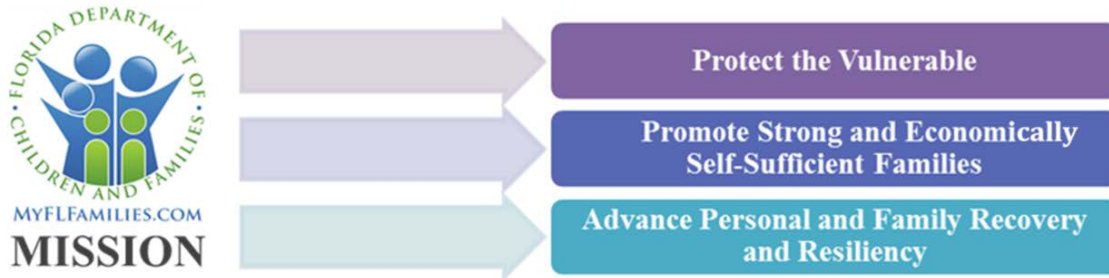 • FLORIDA DEPARTMENT OF •
CHILDREN AND FAMILIES
MYFLFAMILIES.COM
MISSION
Protect the Vulnerable
Promote Strong and Economically
Self-Sufficient Families
Advance Personal and Family Recovery
and Resiliency